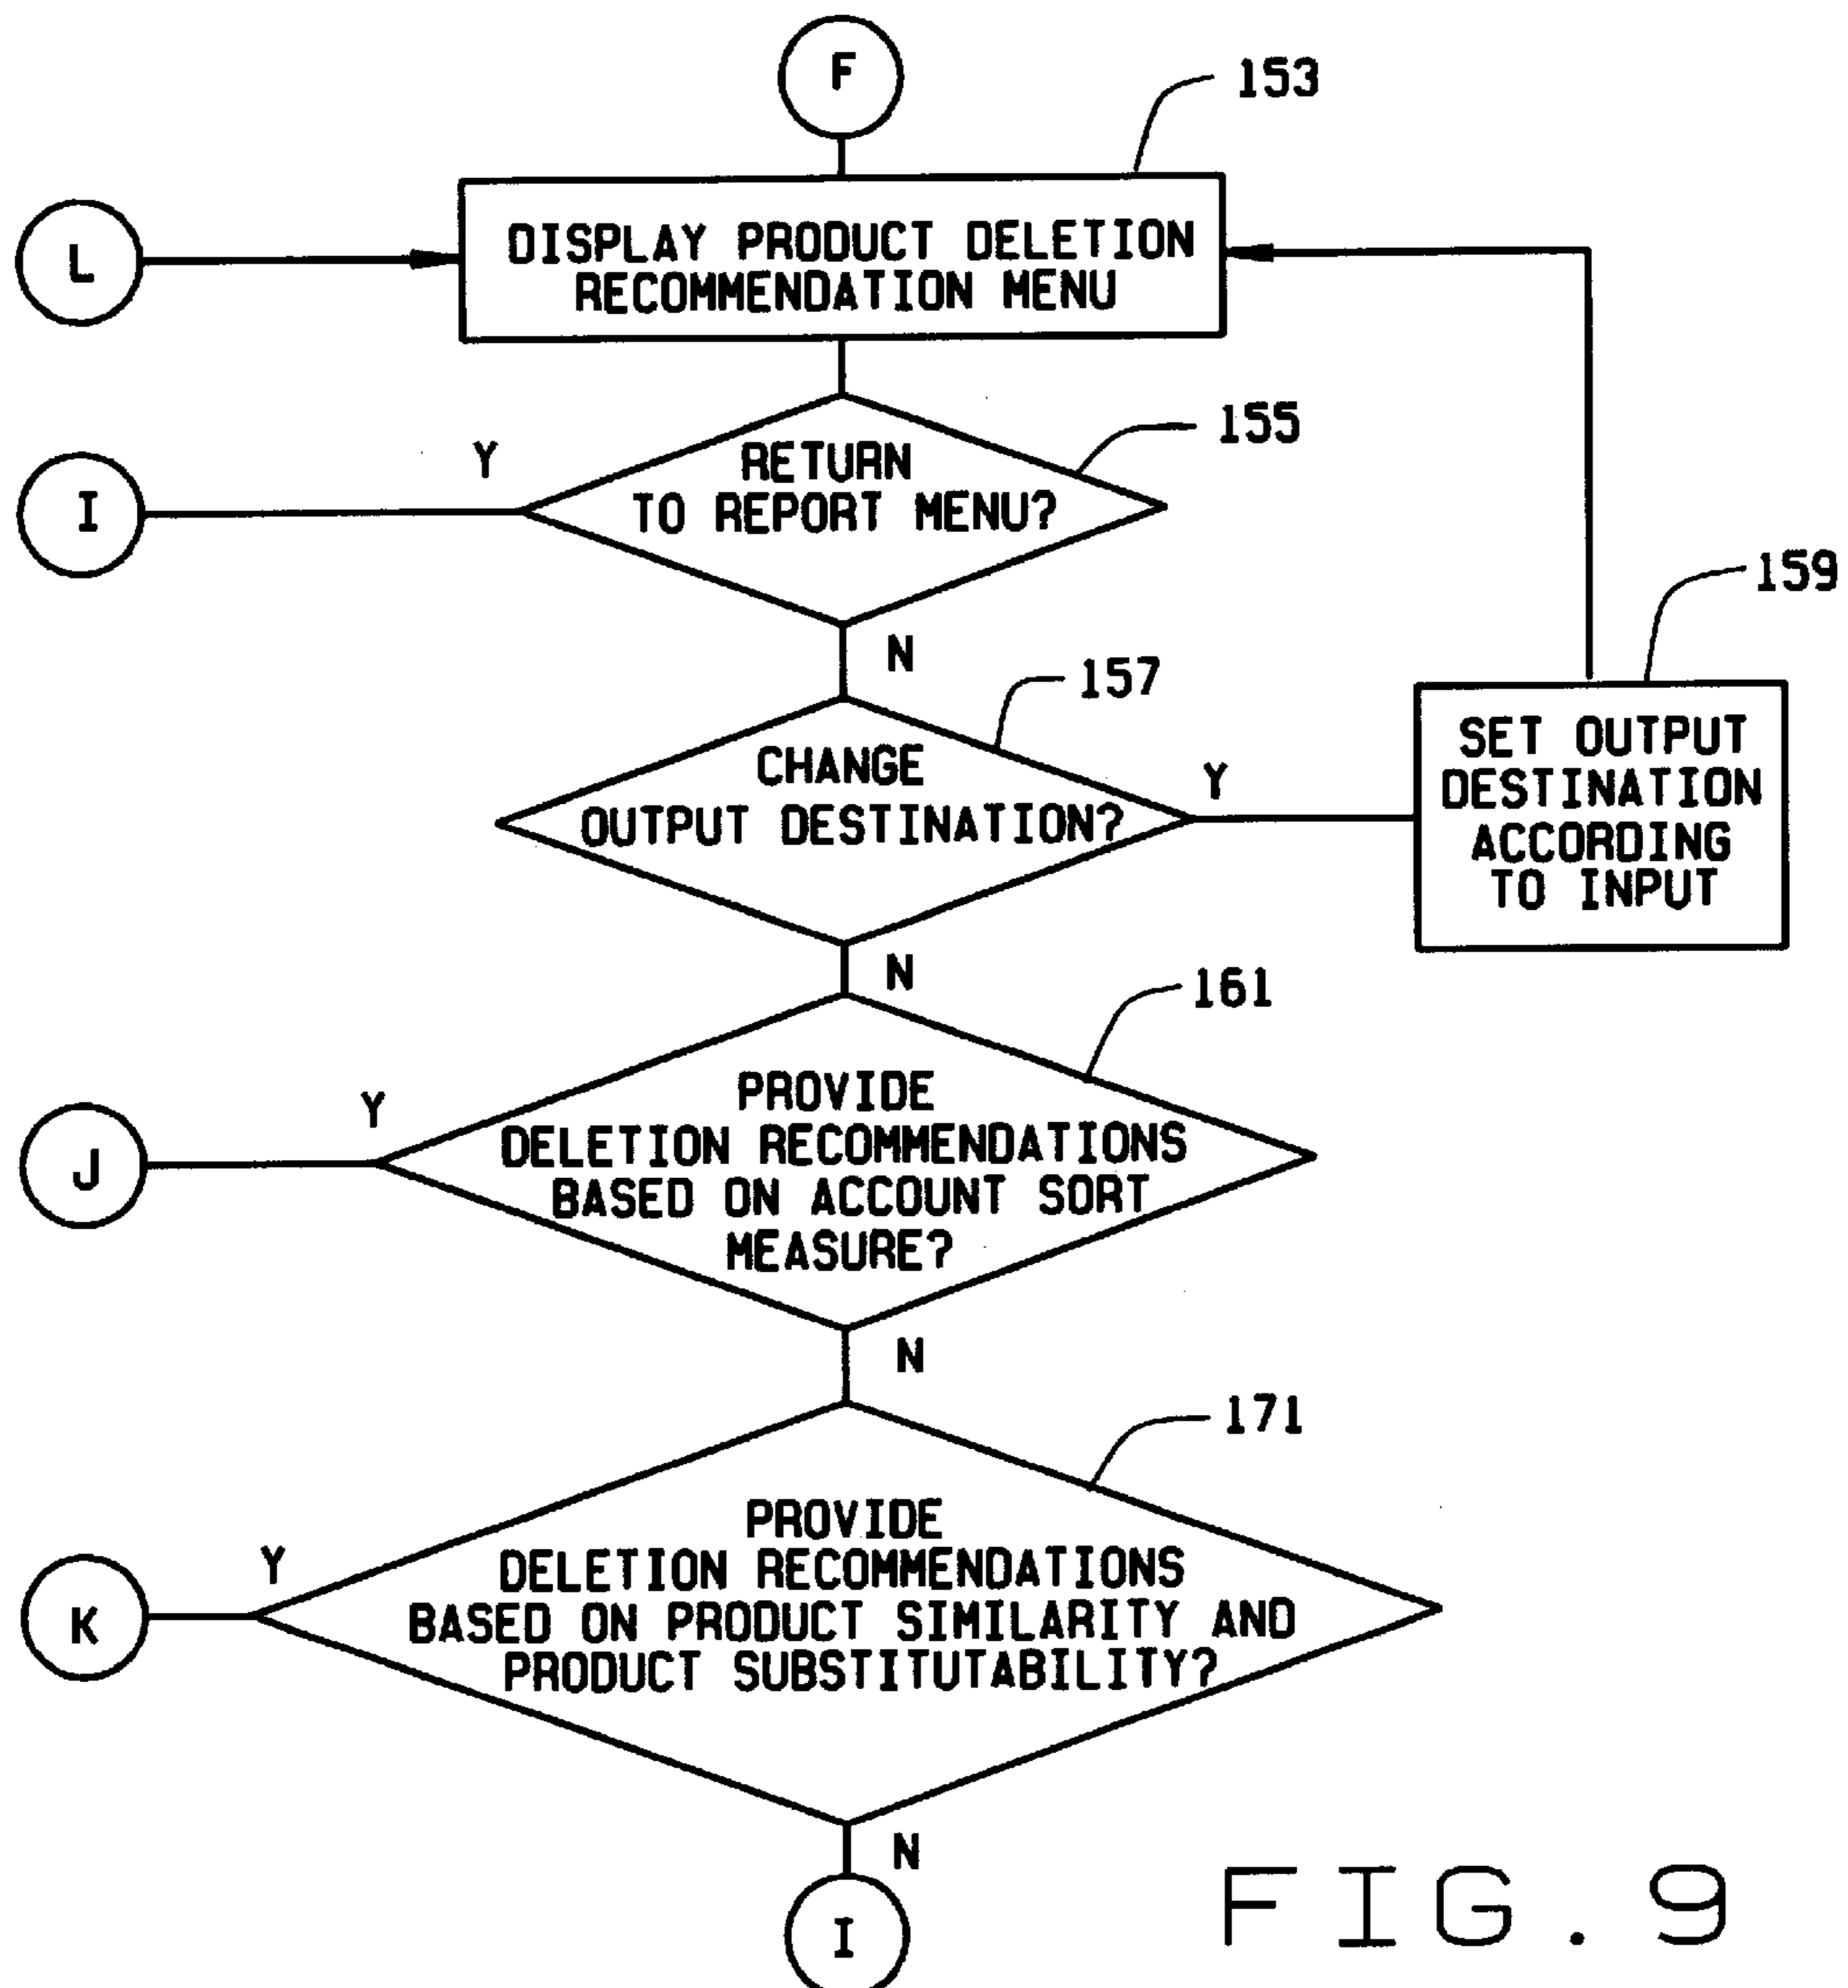 F
153
L
DISPLAY PRODUCT DELETION
RECOMMENDATION MENU
155
Y
RETURN
TO REPORT MENU?
I
159
N
157
SET OUTPUT
DESTINATION
ACCORDING
TO INPUT
CHANGE
OUTPUT DESTINATION?
Y
N
161
Y
PROVIDE
DELETION RECOMMENDATIONS
BASED ON ACCOUNT SORT
MEASURE?
J
N
171
PROVIDE
DELETION RECOMMENDATIONS
BASED ON PRODUCT SIMILARITY AND
PRODUCT SUBSTITUTABILITY?
Y
K
N
I
FIG.9